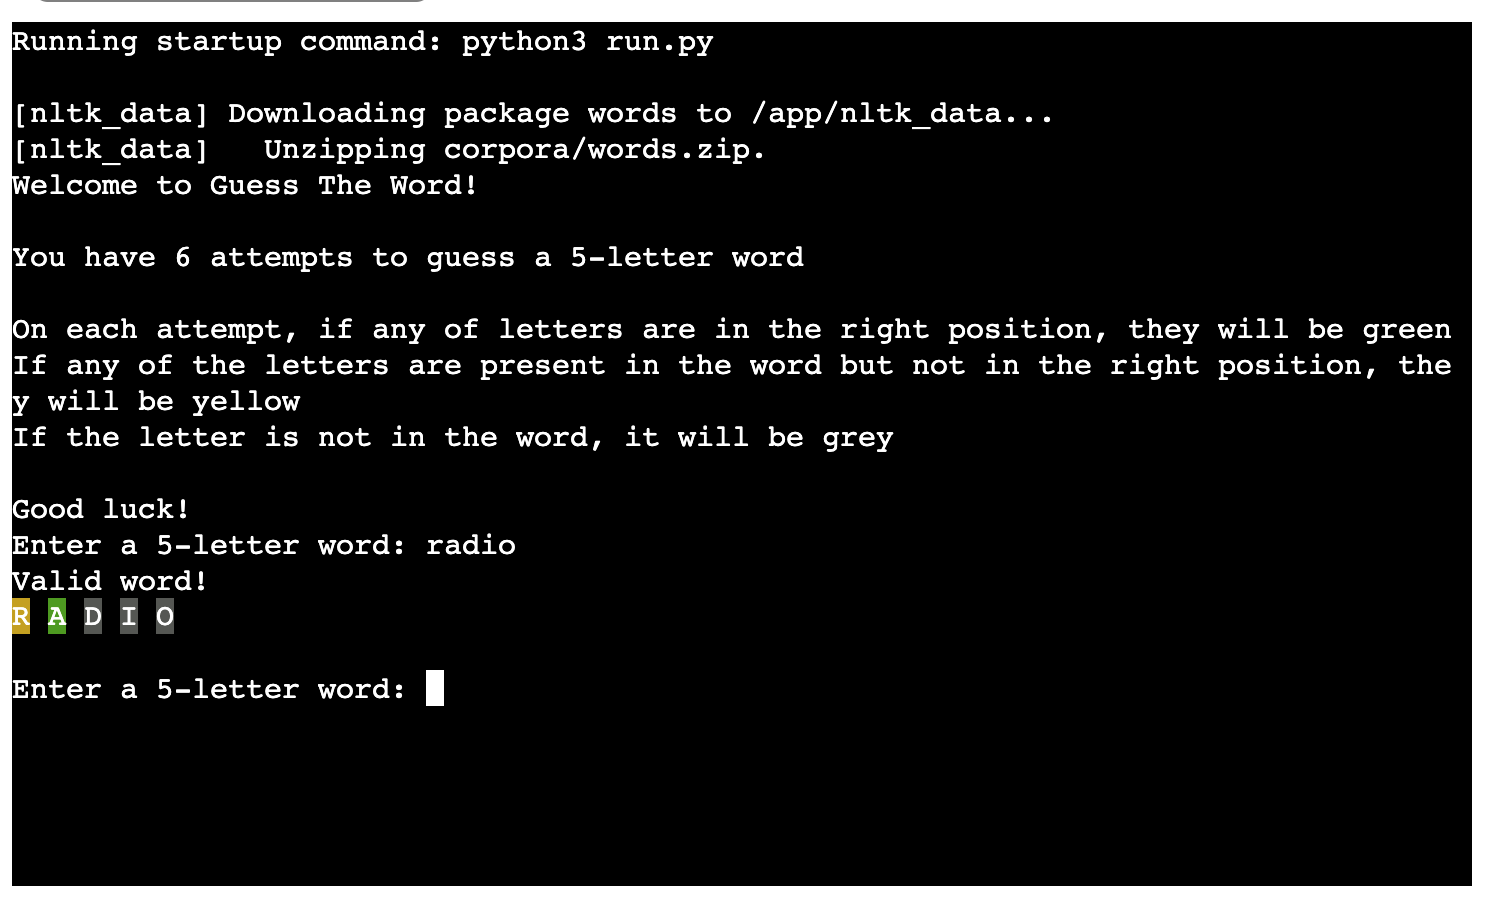 Running startup command: python3 run.py
[nltk_data] Downloading package words to /app/nltk_data...
[nltk_data]   Unzipping corpora/words.zip.
Welcome to Guess The Word!
You have 6 attempts to guess a 5-letter word
On each attempt, if any of letters are in the right position, they will be green
If any of the letters are present in the word but not in the right position, the
y will be yellow
If the letter is not in the word, it will be grey
Good luck!
Enter a 5-letter word: radio
Valid word!
R A D I O
Enter a 5-letter word: